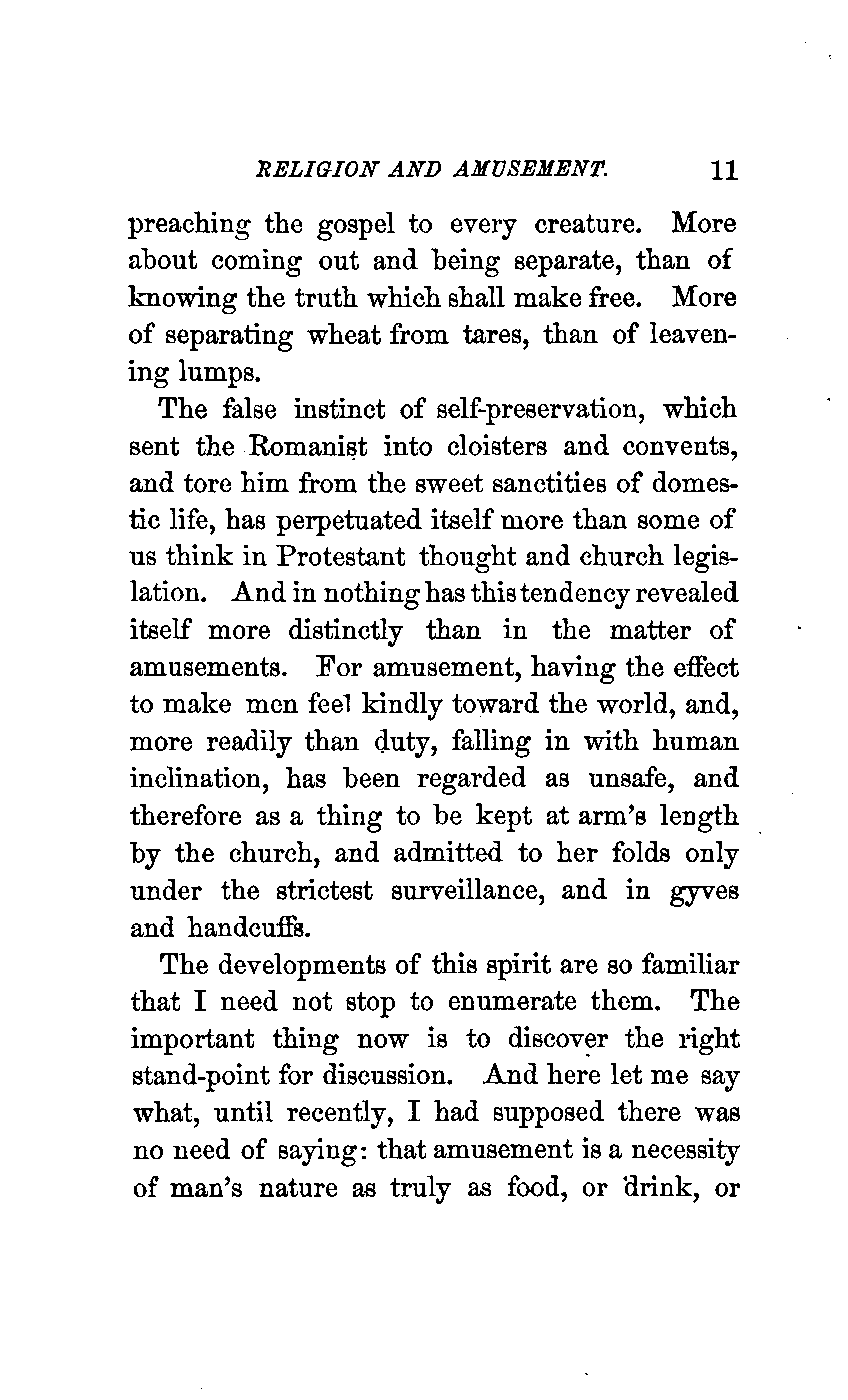 RELIGION AND AMUSEMENT. 11
preaching the gospel to every creature. More
about coming out and being separate, than of
knowing the truth which shall make free. More
of separating wheat from tares, than of leaven-
ing lumps.
The false instinct of self-preservation, which
sent the Romanist into cloisters and convents,
and tore him from the sweet sanctities of domes-
tic life, has perpetuated itself more than some of
us think in Protestant thought and church legis-
lation. And in nothing has this tendency revealed
itself more distinctly than in the matter of
amusements. For amusement, having the effect
to make men feel kindly toward the world, and,
more readily than duty, falling in with human
inclination, has been regarded as unsafe, and
therefore as a thing to be kept at arm's length
by the church, and admitted to her folds only
under the strictest surveillance, and in gyves
and handcuffs.
The developments of this spirit are so familiar
that I need not stop to enumerate them. The
important thing now is to discover the right
stand-point for discussion. And here let me say
what, until recently, I had supposed there was
no need of saying: that amusement is a necessity
of man's nature as truly as food, or drink, or